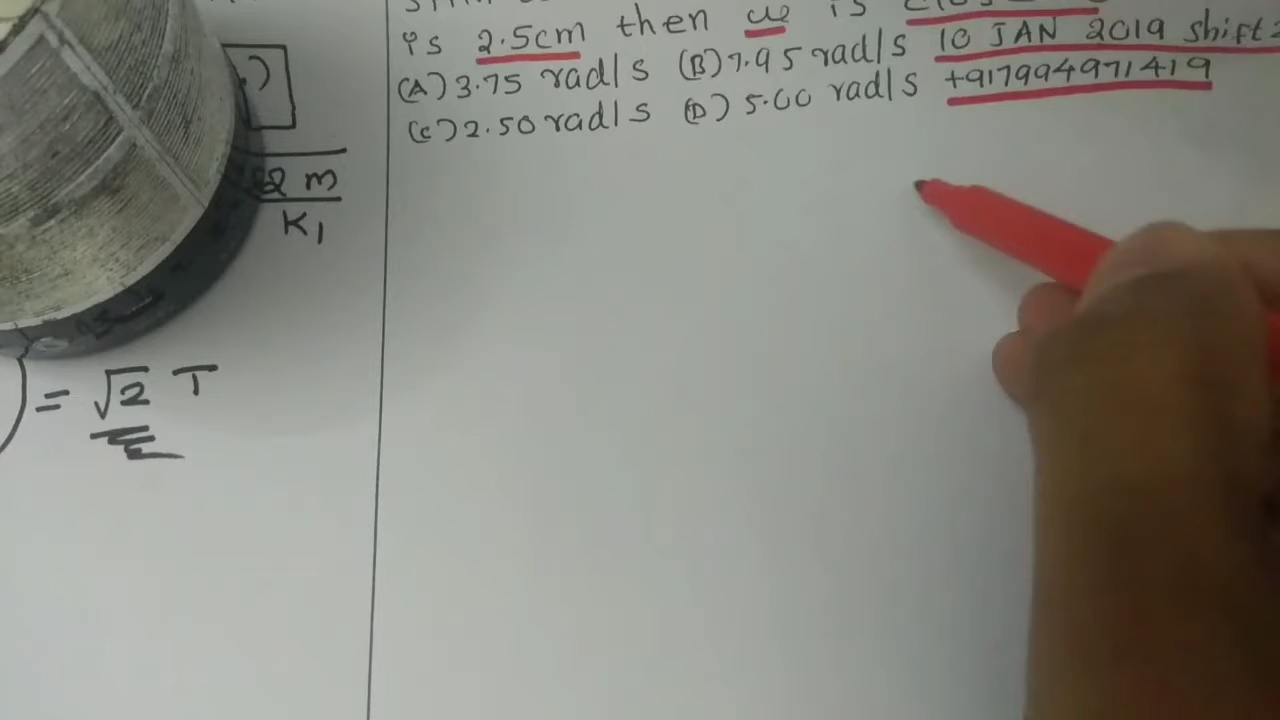 is 2.5cm then ω is
(A) 3.75 rad/s (B) 7.95 rad/s 10 JAN 2019 shift
(C) 2.50 rad/s (D) 5.00 rad/s +917994971419
)
2 m
K1
) = √2 T